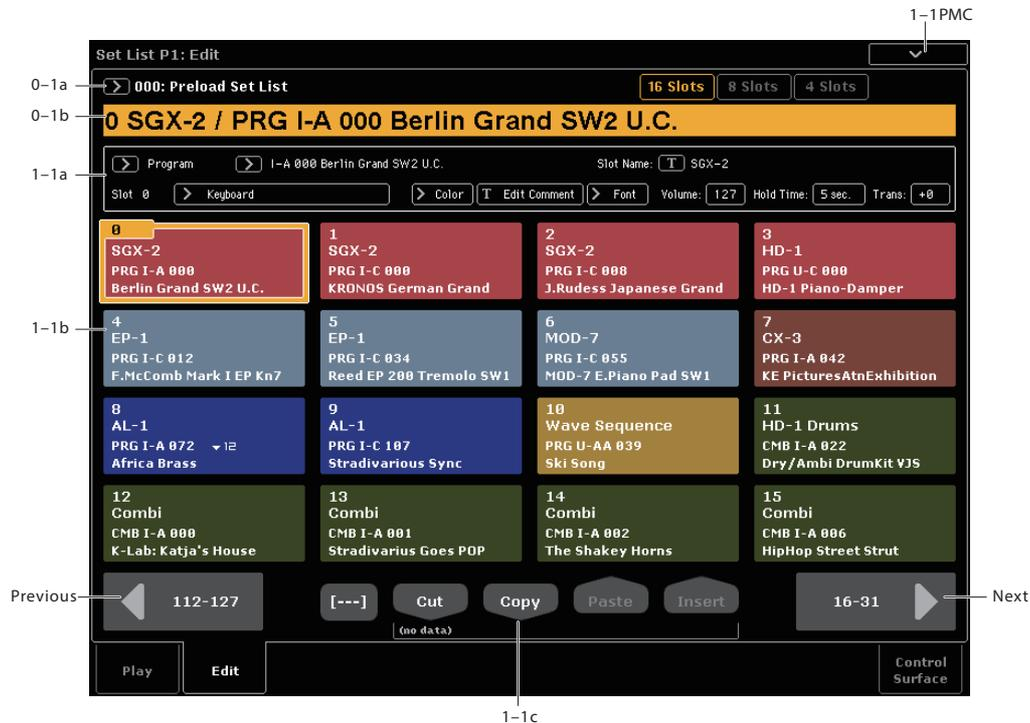 1–1PMC
Set List P1: Edit
0–1a
000: Preload Set List
16 Slots
8 Slots
4 Slots
0–1b
0 SGX-2 / PRG I-A 000 Berlin Grand SW2 U.C.
1–1a
Program
I-A 000 Berlin Grand SW2 U.C.
Slot Name: T SGX-2
Slot 0
Keyboard
Color
T Edit Comment
Font
Volume: 127
Hold Time: 5 sec.
Trans: +0
0
SGX-2
PRG I-A 000
Berlin Grand SW2 U.C.
1
SGX-2
PRG I-C 000
KRONOS German Grand
2
SGX-2
PRG I-C 008
J.Rudess Japanese Grand
3
HD-1
PRG U-C 000
HD-1 Piano-Damper
1–1b
4
EP-1
PRG I-C 012
F.McComb Mark I EP Kn7
5
EP-1
PRG I-C 034
Reed EP 200 Tremolo SW1
6
MOD-7
PRG I-C 055
MOD-7 E.Piano Pad SW1
7
CX-3
PRG I-A 042
KE PicturesAtnExhibition
8
AL-1
PRG I-A 072 12
Africa Brass
9
AL-1
PRG I-C 107
Stradivarious Sync
10
Wave Sequence
PRG U-AA 039
Ski Song
11
HD-1 Drums
CMB I-A 022
Dry/Ambi DrumKit VJS
12
Combi
CMB I-A 000
K-Lab: Katja's House
13
Combi
CMB I-A 001
Stradivarius Goes POP
14
Combi
CMB I-A 002
The Shakey Horns
15
Combi
CMB I-A 006
HipHop Street Strut
Previous
112-127
[---]
Cut
Copy
Paste
Insert
16-31
Next
(no data)
Play
Edit
Control
Surface
1–1c